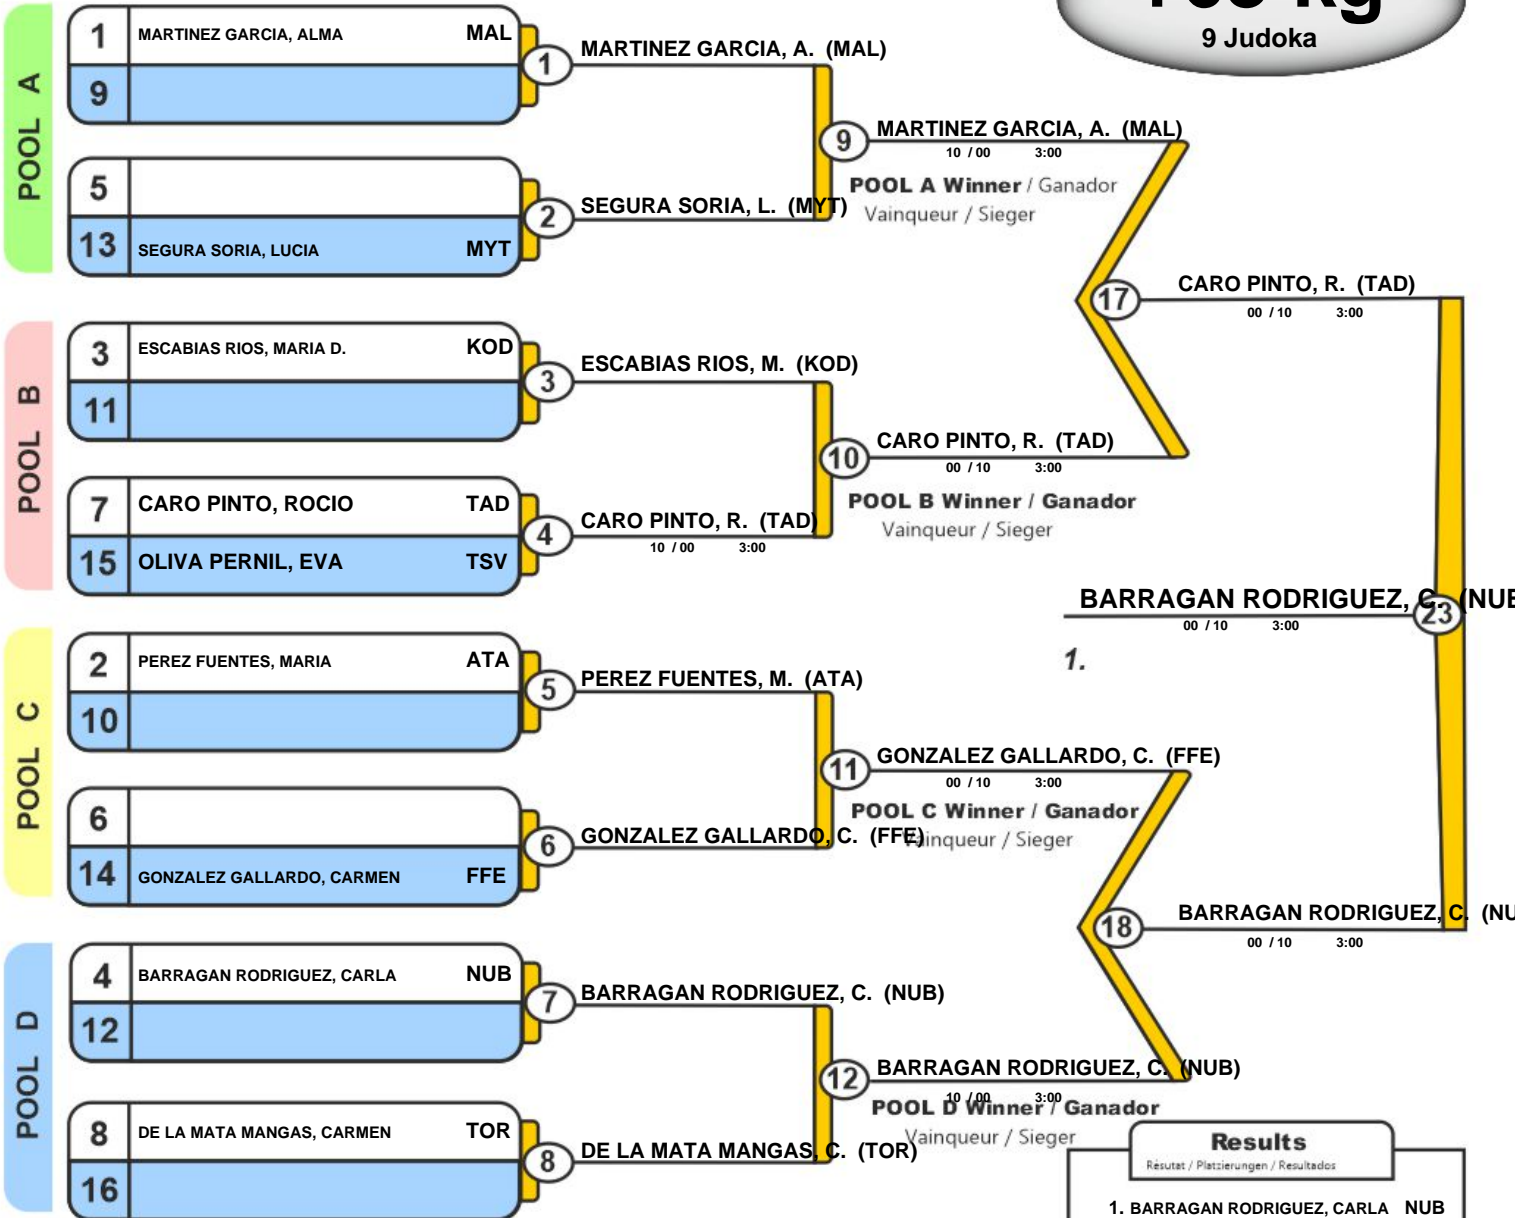 9 Judoka
POOL A
1 MARTINEZ GARCIA, ALMA MAL
9
5
13 SEGURA SORIA, LUCIA MYT
1 MARTINEZ GARCIA, A. (MAL)
2 SEGURA SORIA, L. (MYT)
9 MARTINEZ GARCIA, A. (MAL)
10 / 00 3:00
POOL A Winner / Ganador
Vainqueur / Sieger
POOL B
3 ESCABIAS RIOS, MARIA D. KOD
11
7 CARO PINTO, ROCIO TAD
15 OLIVA PERNIL, EVA TSV
3 ESCABIAS RIOS, M. (KOD)
4 CARO PINTO, R. (TAD)
10 / 00 3:00
10 CARO PINTO, R. (TAD)
00 / 10 3:00
POOL B Winner / Ganador
Vainqueur / Sieger
17 CARO PINTO, R. (TAD)
00 / 10 3:00
BARRAGAN RODRIGUEZ, C. (NUB
23
00 / 10 3:00
1.
POOL C
2 PEREZ FUENTES, MARIA ATA
10
6
14 GONZALEZ GALLARDO, CARMEN FFE
5 PEREZ FUENTES, M. (ATA)
6 GONZALEZ GALLARDO, C. (FFE)
11 GONZALEZ GALLARDO, C. (FFE)
00 / 10 3:00
POOL C Winner / Ganador
Vainqueur / Sieger
18 BARRAGAN RODRIGUEZ, C. (NU
00 / 10 3:00
POOL D
4 BARRAGAN RODRIGUEZ, CARLA NUB
12
8 DE LA MATA MANGAS, CARMEN TOR
16
7 BARRAGAN RODRIGUEZ, C. (NUB)
8 DE LA MATA MANGAS, C. (TOR)
12 BARRAGAN RODRIGUEZ, C. (NUB)
10 / 00 3:00
POOL D Winner / Ganador
Vainqueur / Sieger
Results
Résutat / Platzierungen / Resultados
1. BARRAGAN RODRIGUEZ, CARLA NUB